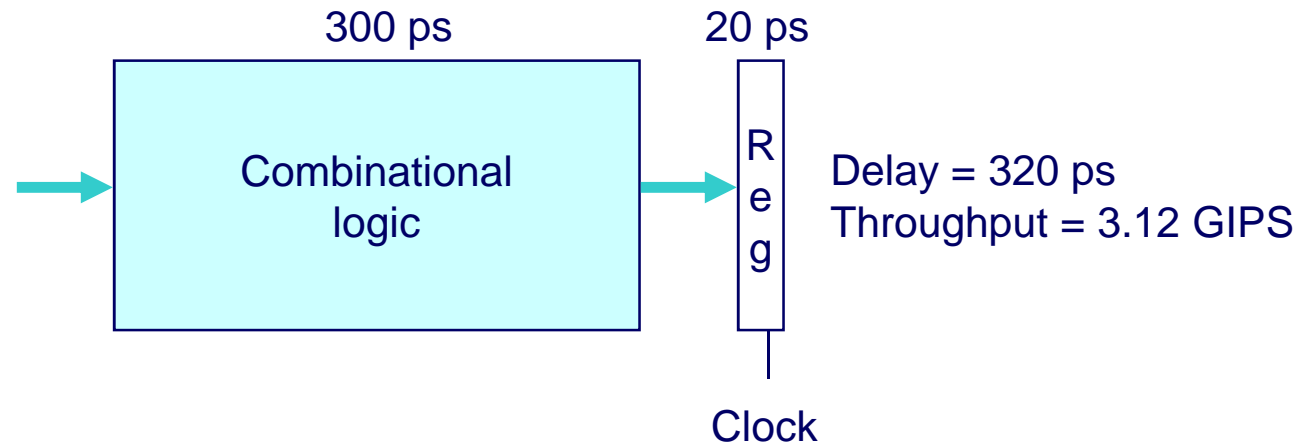 300 ps
20 ps
Combinational
logic
R
e
g
Delay = 320 ps
Throughput = 3.12 GIPS
Clock